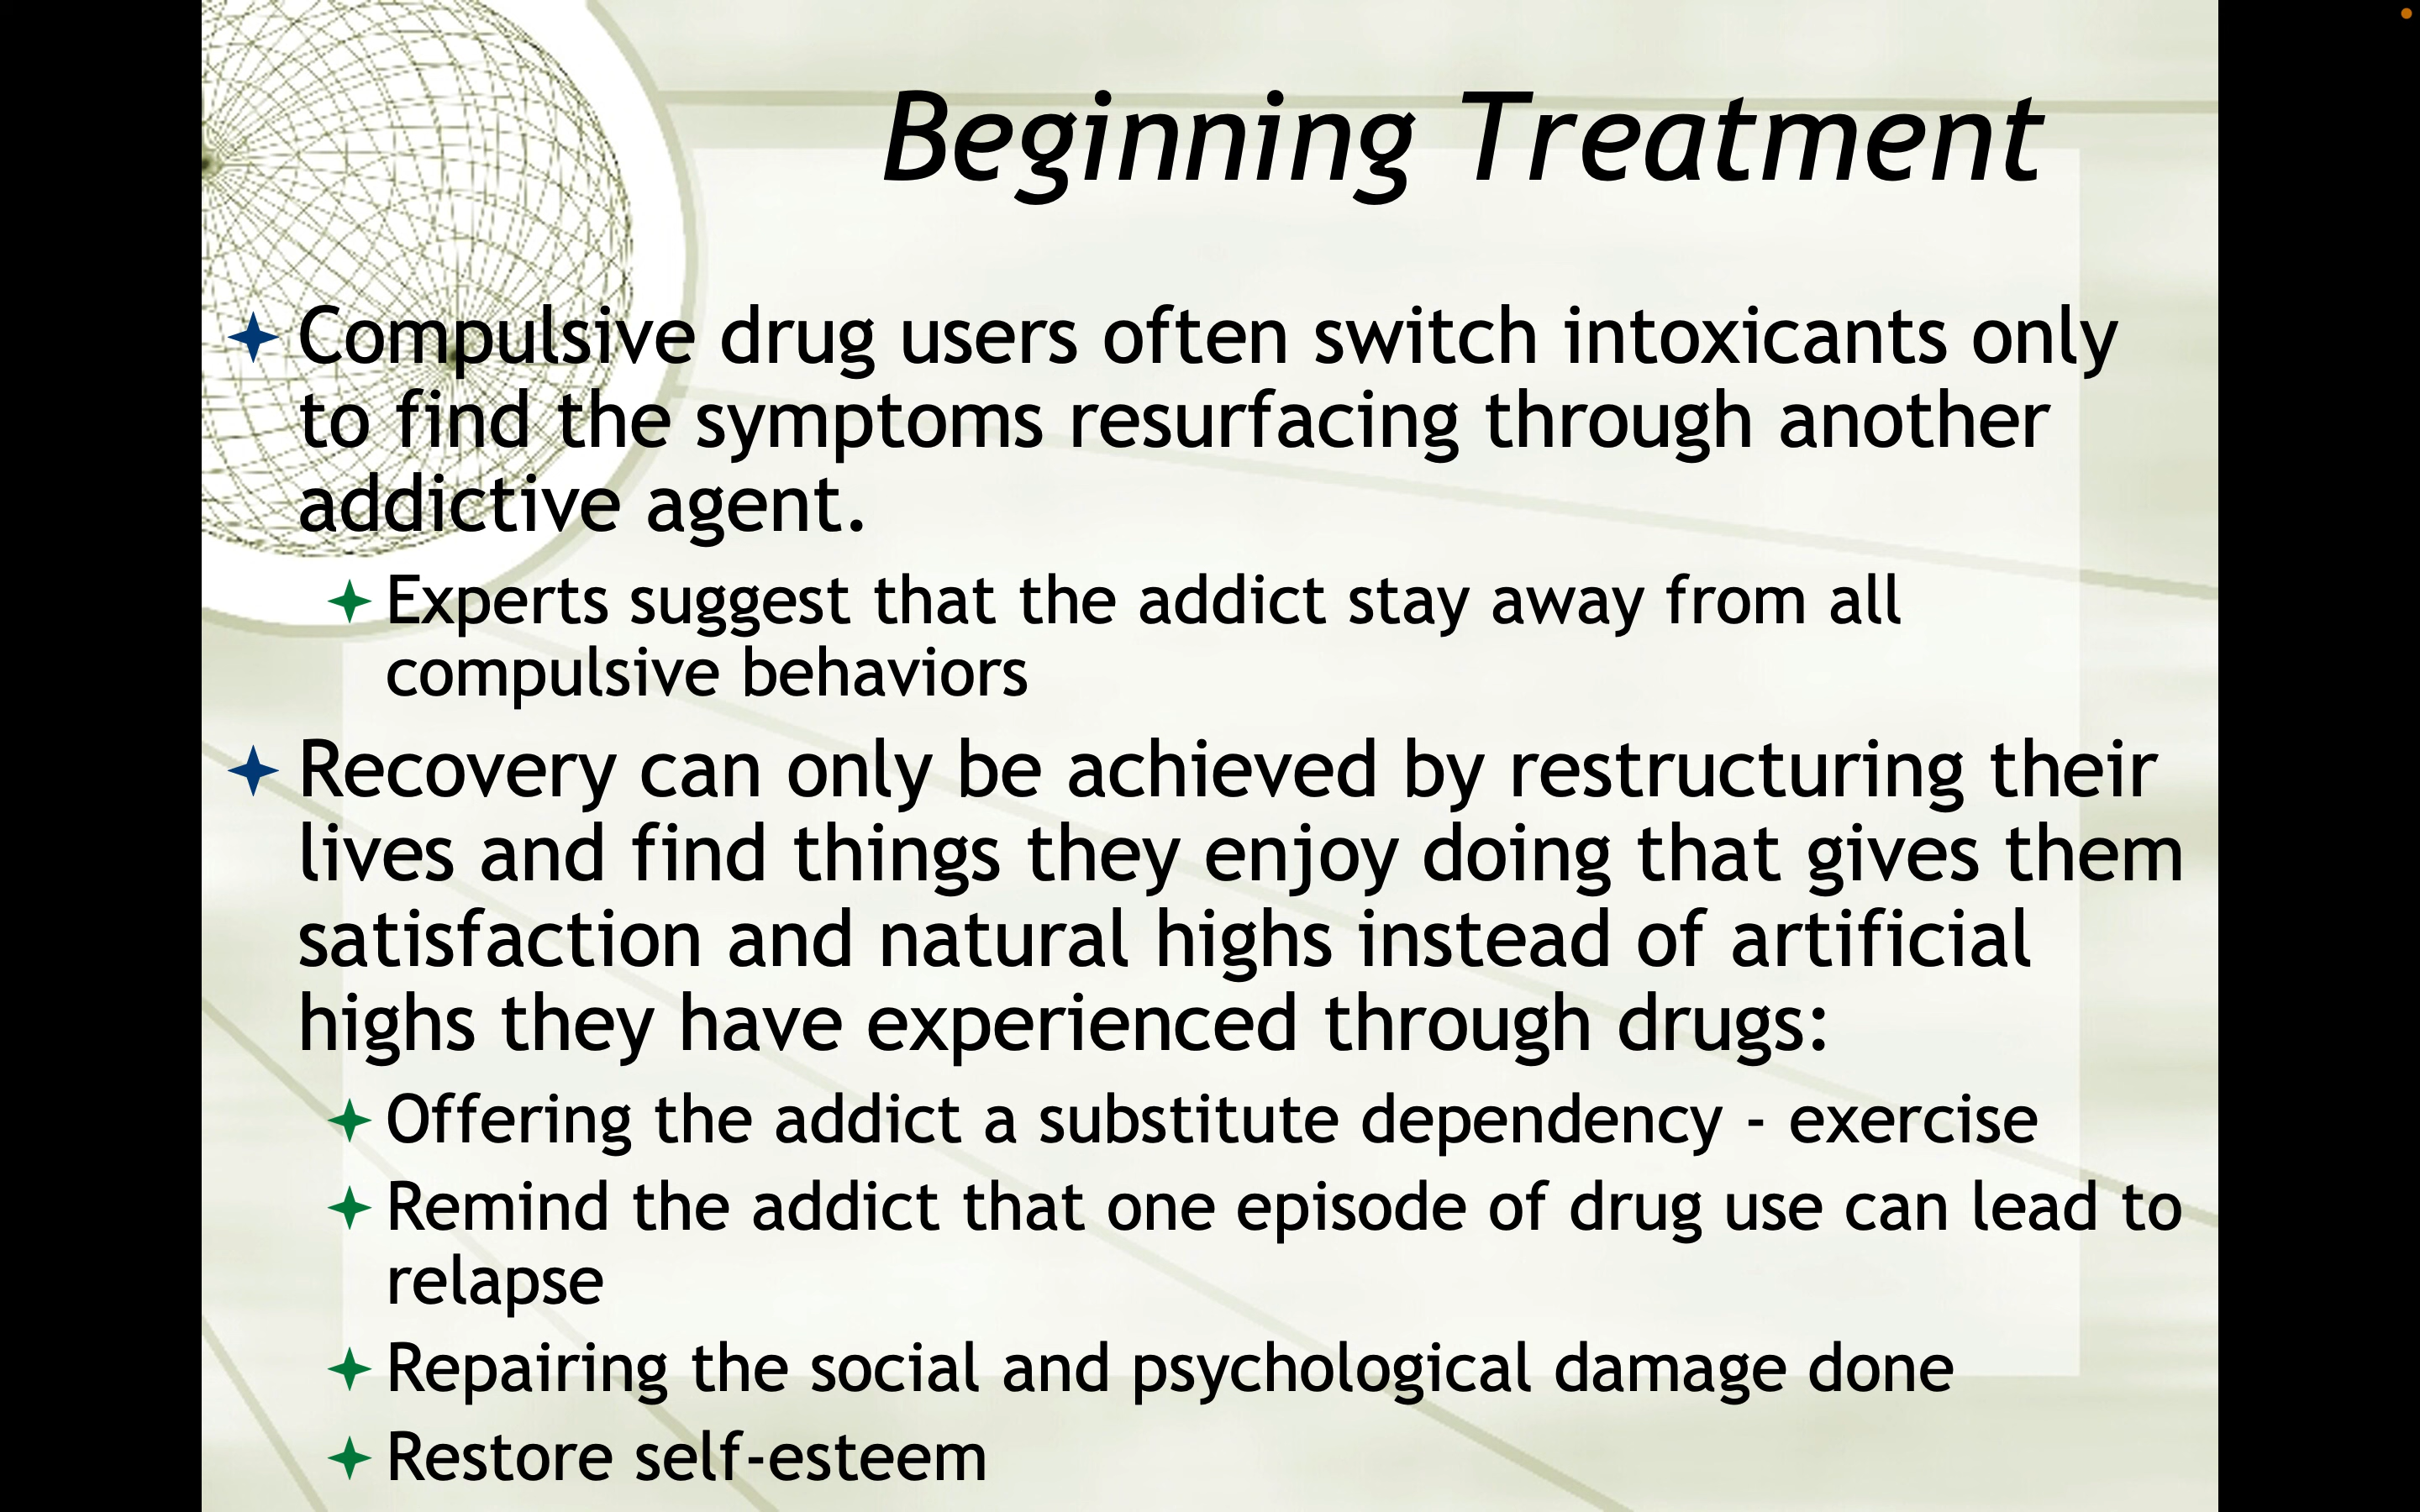 Beginning Treatment
Compulsive drug users often switch intoxicants only
to find the symptoms resurfacing through another
addictive agent.
Experts suggest that the addict stay away from all
compulsive behaviors
Recovery can only be achieved by restructuring their
lives and find things they enjoy doing that gives them
satisfaction and natural highs instead of artificial
highs they have experienced through drugs:
Offering the addict a substitute dependency - exercise
Remind the addict that one episode of drug use can lead to
relapse
Repairing the social and psychological damage done
Restore self-esteem